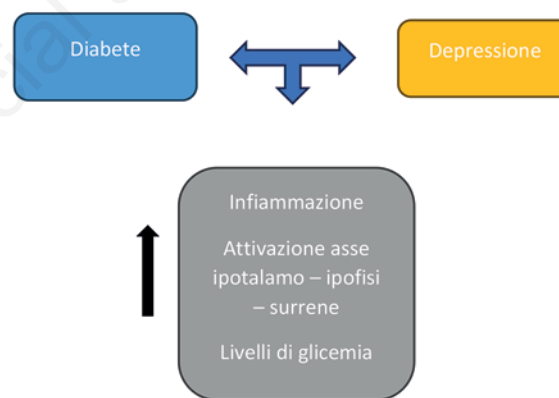 Diabete
Depressione
Infiammazione
Attivazione asse
ipotalamo – ipofisi
– surrene
Livelli di glicemia